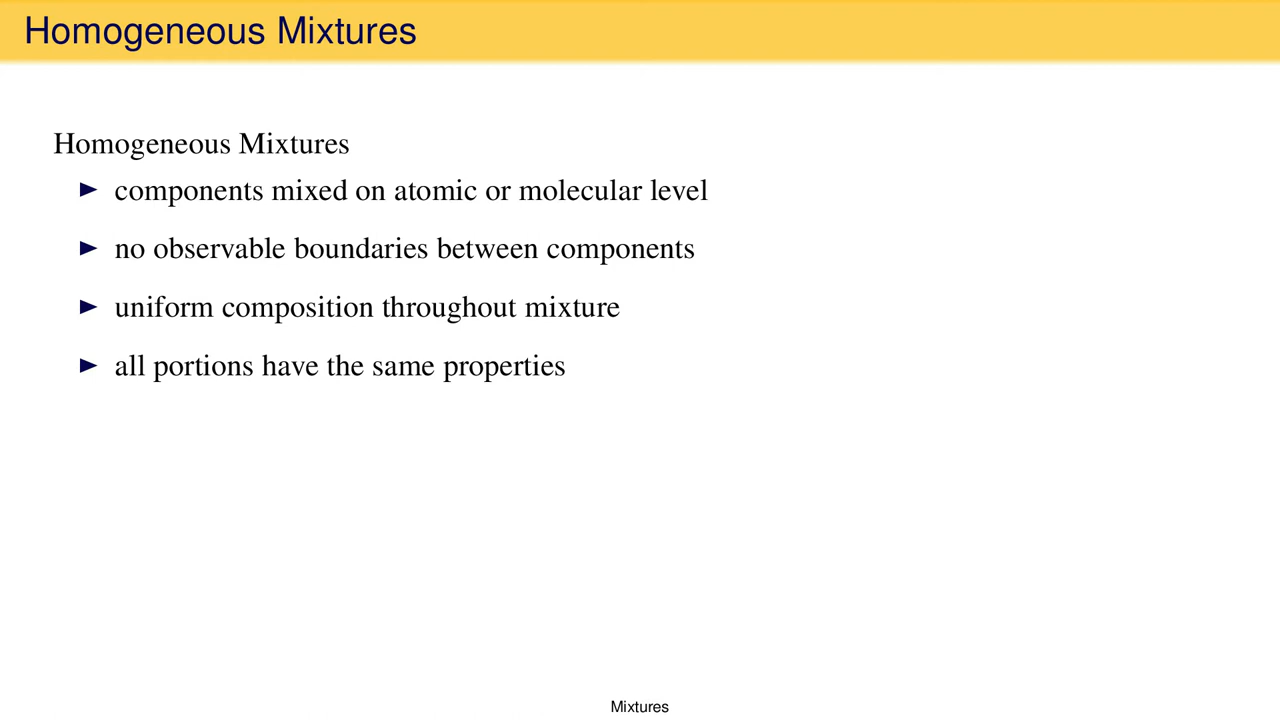 Homogeneous Mixtures
Homogeneous Mixtures
▶ components mixed on atomic or molecular level
▶ no observable boundaries between components
▶ uniform composition throughout mixture
▶ all portions have the same properties
Mixtures